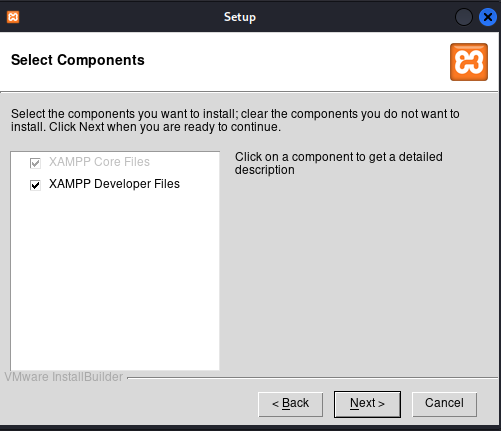 Setup
Select Components
Select the components you want to install; clear the components you do not want to
install. Click Next when you are ready to continue.
XAMPP Core Files
XAMPP Developer Files
Click on a component to get a detailed
description
VMware InstallBuilder
< Back
Next >
Cancel